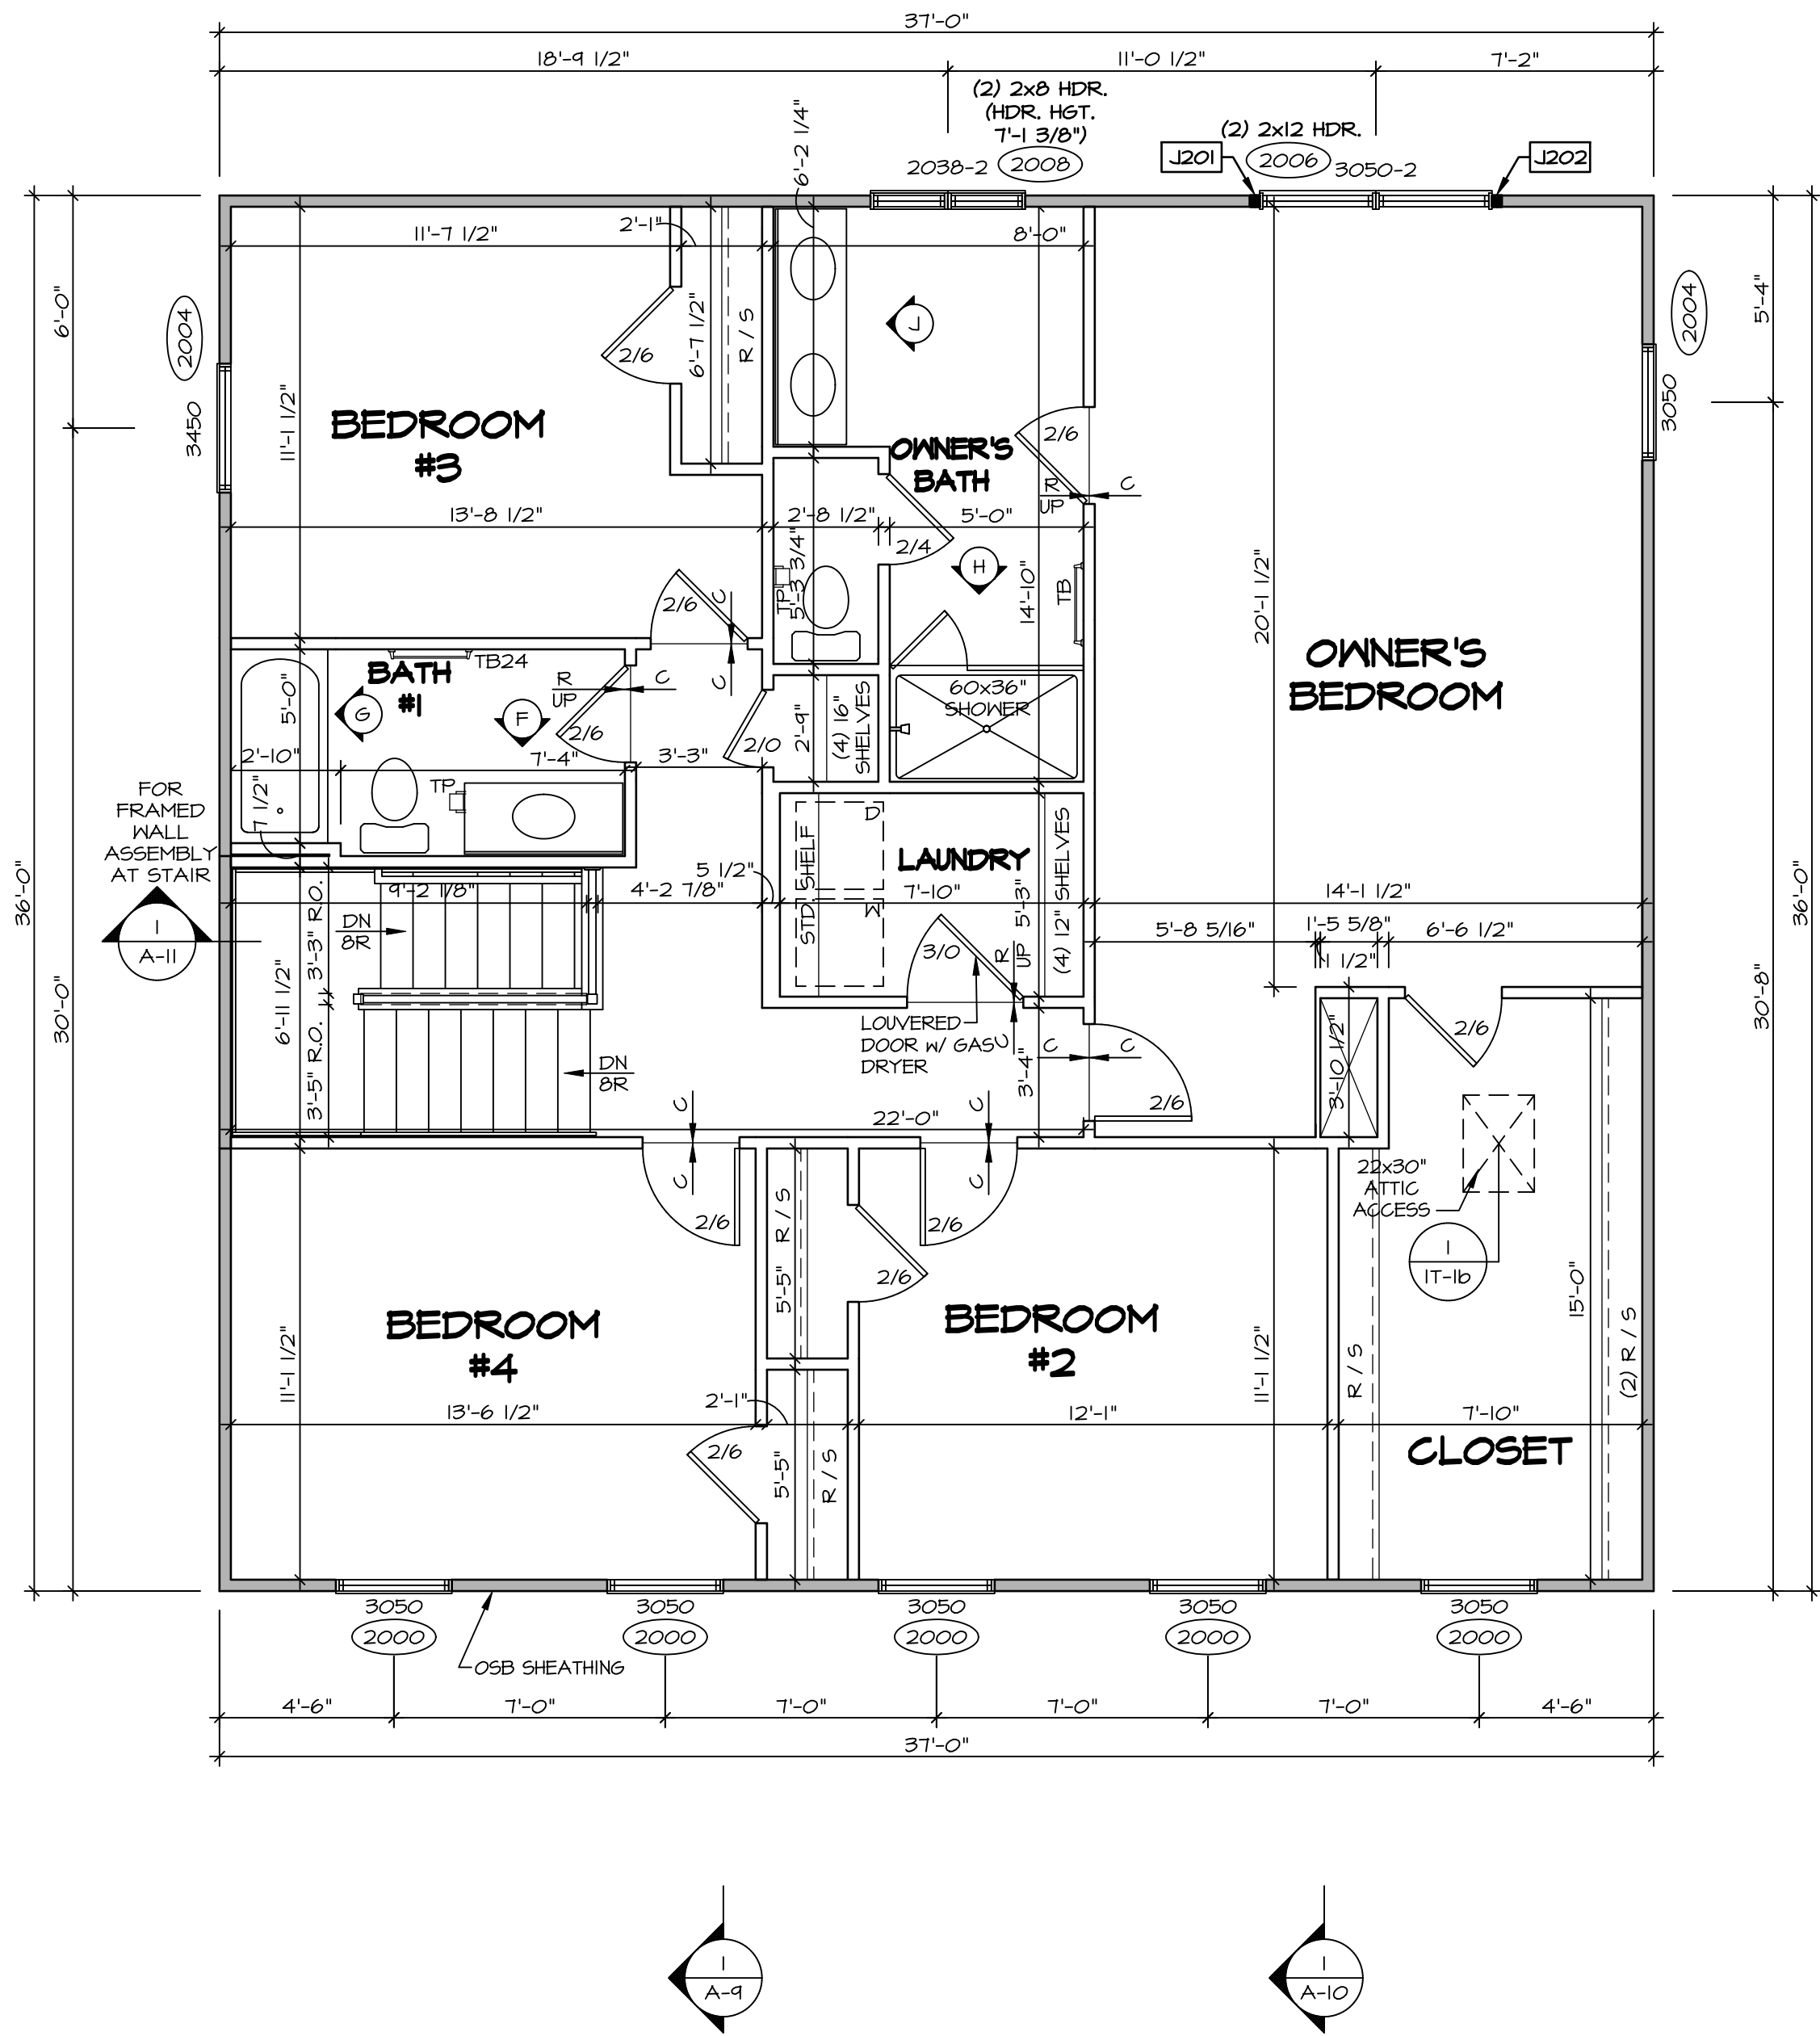 37'-0"
18'-9 1/2"
11'-0 1/2"
7'-2"
(2) 2x8 HDR.
(HDR. HGT.
7'-1 3/8")
6'-2 1/4"
(2) 2x12 HDR.
2038-2
2008
J201
2006
3050-2
J202
11'-7 1/2"
2'-1"
8'-0"
6'-0"
2004
3450
11'-1 1/2"
2/6
6'-7 1/2"
R / S
L
2004
3050
5'-4"
BEDROOM
#3
OWNER'S
BATH
2/6
R
UP
C
13'-8 1/2"
2'-8 1/2"
5'-0"
2/4
5'-3 3/4"
TP
H
14'-10"
TB
20'-1 1/2"
2/6
C
C
OWNER'S
BEDROOM
BATH
#1
TB24
R
UP
C
5'-0"
G
F
2/6
2'-10"
7'-4"
3'-3"
2/0
2'-9"
(4) 16"
SHELVES
60x36"
SHOWER
7 1/2"
TP
FOR
FRAMED
WALL
ASSEMBLY
AT STAIR
1
A-11
36'-0"
30'-0"
D
W
STD. SHELF
LAUNDRY
7'-10"
5'-3"
(4) 12" SHELVES
5 1/2"
9'-2 1/8"
4'-2 7/8"
14'-1 1/2"
5'-8 5/16"
1'-5 5/8"
1 1/2"
6'-6 1/2"
36'-0"
30'-8"
DN
8R
3'-3" R.O.
6'-11 1/2"
3'-5" R.O.
DN
8R
3/0
R
UP
LOUVERED
DOOR W/ GAS
DRYER
C
C
C
3'-4"
2/6
3'-10 1/2"
2/6
22'-0"
C
C
C
C
2/6
2/6
5'-5"
R / S
2/6
22x30"
ATTIC
ACCESS
1
1T-1b
15'-0"
(2) R / S
R / S
BEDROOM
#4
BEDROOM
#2
11'-1 1/2"
11'-1 1/2"
13'-6 1/2"
2'-1"
12'-1"
7'-10"
2/6
5'-5"
R / S
CLOSET
3050
3050
3050
3050
3050
2000
2000
2000
2000
2000
OSB SHEATHING
4'-6"
7'-0"
7'-0"
7'-0"
7'-0"
4'-6"
37'-0"
1
A-9
1
A-10